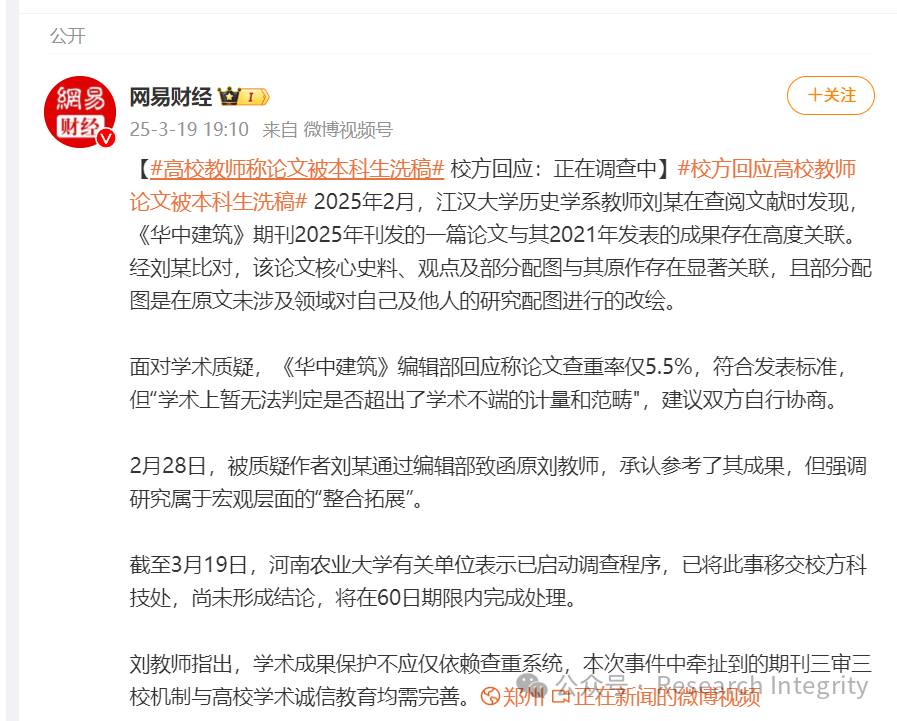 公开
網易
财经
网易财经
I
V
+关注
25-3-19 19:10 来自 微博视频号
【#高校教师称论文被本科生洗稿# 校方回应：正在调查中】#校方回应高校教师
论文被本科生洗稿# 2025年2月，江汉大学历史学系教师刘某在查阅文献时发现，
《华中建筑》期刊2025年刊发的一篇论文与其2021年发表的成果存在高度关联。
经刘某比对，该论文核心史料、观点及部分配图与其原作存在显著关联，且部分配
图是在原文未涉及领域对自己及他人的研究配图进行的改绘。
面对学术质疑，《华中建筑》编辑部回应称论文查重率仅5.5%，符合发表标准，
但“学术上暂无法判定是否超出了学术不端的计量和范畴"，建议双方自行协商。
2月28日，被质疑作者刘某通过编辑部致函原刘教师，承认参考了其成果，但强调
研究属于宏观层面的“整合拓展”。
截至3月19日，河南农业大学有关单位表示已启动调查程序，已将此事移交校方科
技处，尚未形成结论，将在60日期限内完成处理。
刘教师指出，学术成果保护不应仅依赖查重系统，本次事件中牵扯到的期刊三审三
校机制与高校学术诚信教育均需完善。 郑州 正在新闻的微博视频
公众号 · Research Integrity